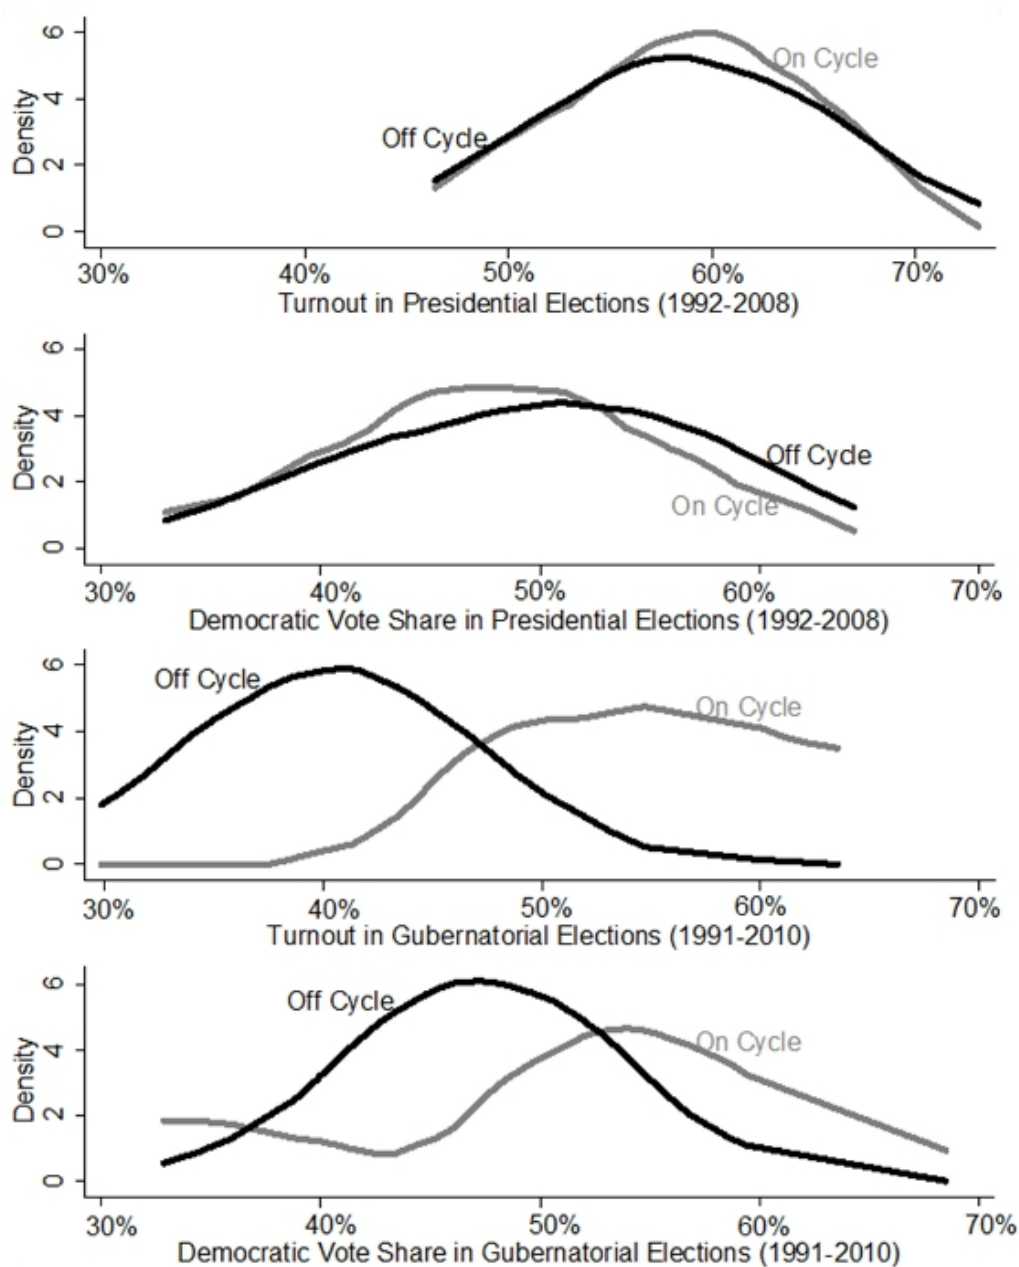 6
On Cycle
4
Density
Off Cycle
2
0
30% 40% 50% 60% 70%
Turnout in Presidential Elections (1992-2008)
6
4
Density
Off Cycle
2
On Cycle
0
30% 40% 50% 60% 70%
Democratic Vote Share in Presidential Elections (1992-2008)
6
Off Cycle
On Cycle
4
Density
2
0
30% 40% 50% 60% 70%
Turnout in Gubernatorial Elections (1991-2010)
6
Off Cycle
On Cycle
4
Density
2
0
30% 40% 50% 60% 70%
Democratic Vote Share in Gubernatorial Elections (1991-2010)